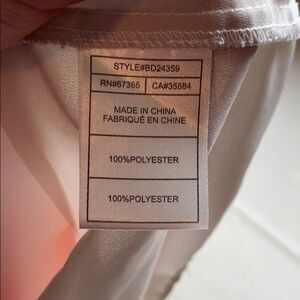 STYLE#BD24359
RN#67365 CA#35884
MADE IN CHINA
FABRIQUÉ EN CHINE
100%POLYESTER
100%POLYESTER